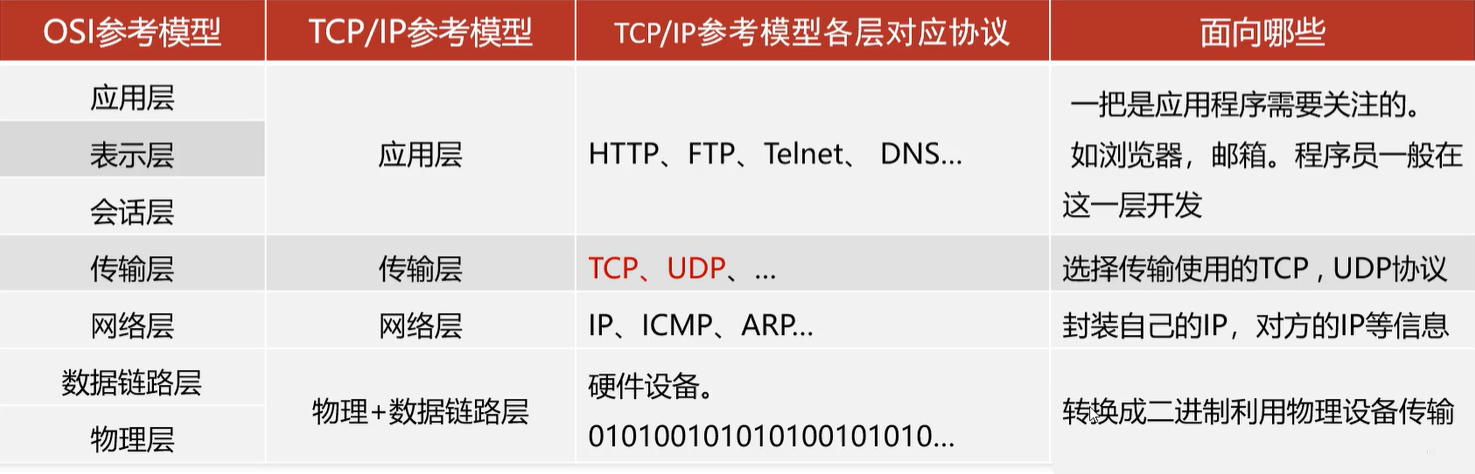 OSI参考模型
TCP/IP参考模型
TCP/IP参考模型各层对应协议
面向哪些
应用层
表示层
会话层
应用层
HTTP、FTP、Telnet、 DNS...
一把是应用程序需要关注的。
如浏览器，邮箱。程序员一般在
这一层开发
传输层
传输层
TCP、UDP、...
选择传输使用的TCP , UDP协议
网络层
网络层
IP、ICMP、ARP...
封装自己的IP，对方的IP等信息
数据链路层
物理层
物理+数据链路层
硬件设备。
010100101010100101010...
转换成二进制利用物理设备传输